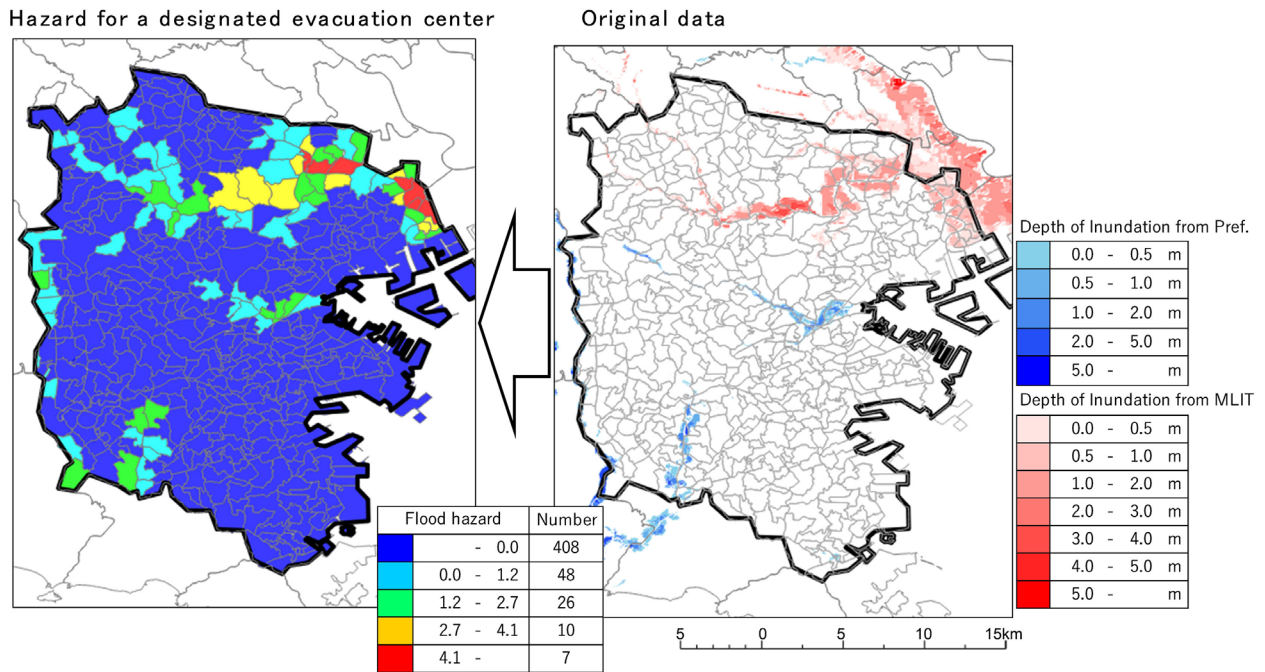 Hazard for a designated evacuation center
Original data
Depth of Inundation from Pref.
0.0 - 0.5 m
0.5 - 1.0 m
1.0 - 2.0 m
2.0 - 5.0 m
5.0 - m
Depth of Inundation from MLIT
0.0 - 0.5 m
0.5 - 1.0 m
1.0 - 2.0 m
2.0 - 3.0 m
3.0 - 4.0 m
4.0 - 5.0 m
5.0 - m
Flood hazard Number
- 0.0 408
0.0 - 1.2 48
1.2 - 2.7 26
2.7 - 4.1 10
4.1 - 7
5 0 5 10 15km